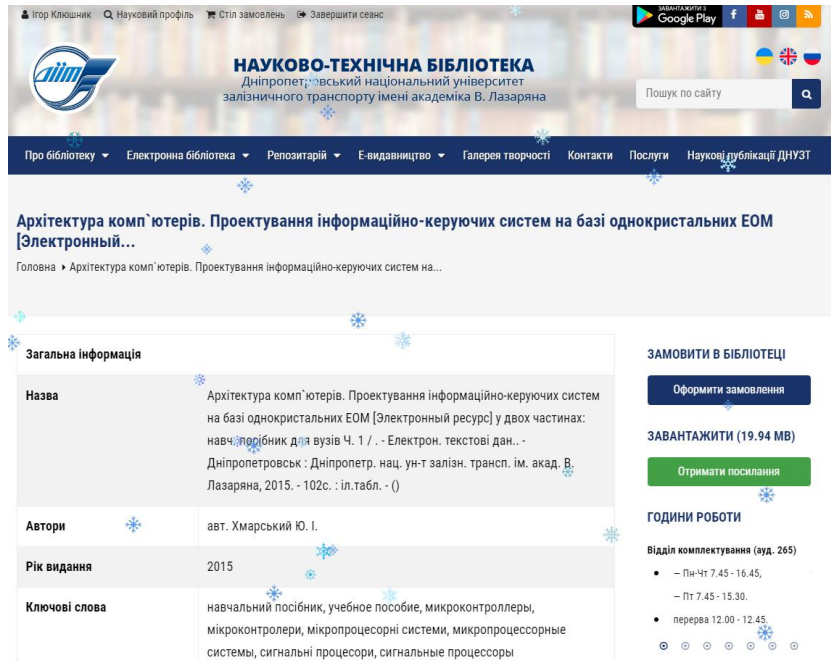 Ігор Клюшник Науковий профіль Стіл замовлень Завершити сеанс
ЗАВАНТАЖИТИ З
Google Play
дііт
НАУКОВО-ТЕХНІЧНА БІБЛІОТЕКА
Дніпропетровський національний університет
залізничного транспорту імені академіка В. Лазаряна
Пошук по сайту
Про бібліотеку Електронна бібліотека Репозитарій Е-видавництво Галерея творчості Контакти Послуги Наукові публікації ДНУЗТ
Архітектура комп`ютерів. Проектування інформаційно-керуючих систем на базі однокристальних ЕОМ
[Электронный...
Головна Архітектура комп`ютерів. Проектування інформаційно-керуючих систем на...
Загальна інформація
Назва
Архітектура комп`ютерів. Проектування інформаційно-керуючих систем
на базі однокристальних ЕОМ [Электронный ресурс] у двох частинах:
навч. посібник для вузів Ч. 1 / . - Електрон. текстові дан.. -
Дніпропетровськ : Дніпропетр. нац. ун-т залізн. трансп. ім. акад. В.
Лазаряна, 2015. - 102с. : іл.табл. - ()
Автори
авт. Хмарський Ю. І.
Рік видання
2015
Ключові слова
навчальний посібник, учебное пособие, микроконтроллеры,
мікроконтролери, мікропроцесорні системи, микропроцессорные
системы, сигнальні процесори, сигнальные процессоры
ЗАМОВИТИ В БІБЛІОТЕЦІ
Оформити замовлення
ЗАВАНТАЖИТИ (19.94 MB)
Отримати посилання
ГОДИНИ РОБОТИ
Відділ комплектування (ауд. 265)
– Пн-Чт 7.45 - 16.45,
– Пт 7.45 - 15.30.
перерва 12.00 - 12.45.